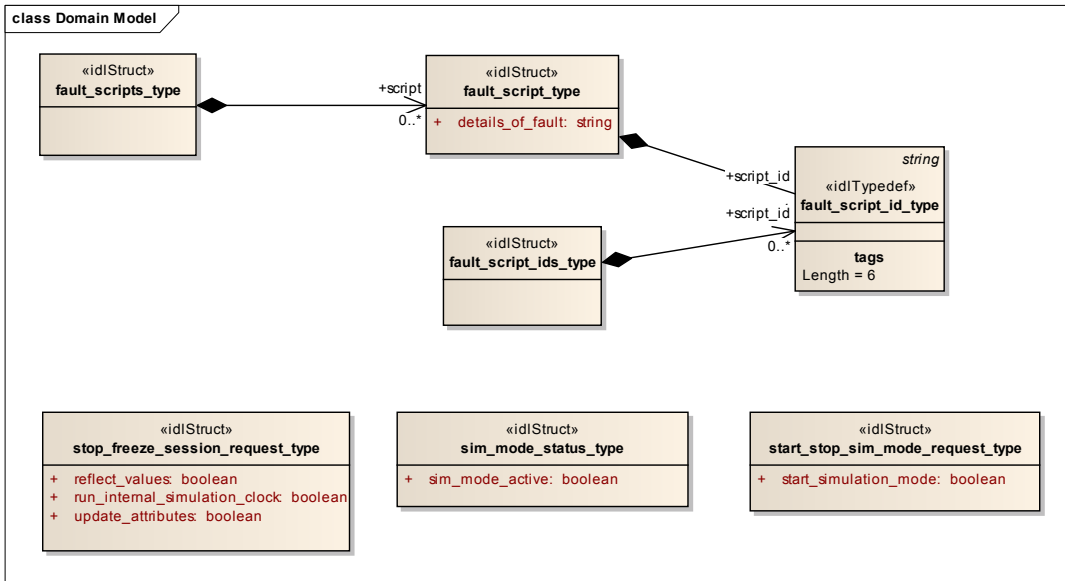 class Domain Model
«idlStruct»
fault_scripts_type
+script
0..*
«idlStruct»
fault_script_type
+ details_of_fault: string
+script_id
string
«idlTypedef»
fault_script_id_type
tags
Length = 6
+script_id
0..*
«idlStruct»
fault_script_ids_type
«idlStruct»
stop_freeze_session_request_type
+ reflect_values: boolean
+ run_internal_simulation_clock: boolean
+ update_attributes: boolean
«idlStruct»
sim_mode_status_type
+ sim_mode_active: boolean
«idlStruct»
start_stop_sim_mode_request_type
+ start_simulation_mode: boolean